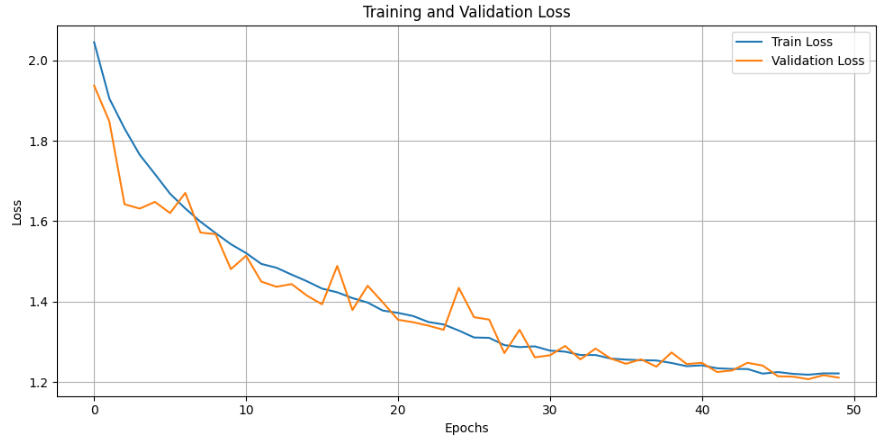 Training and Validation Loss
Train Loss
Validation Loss
Loss
2.0
1.8
1.6
1.4
1.2
0 10 20 30 40 50
Epochs